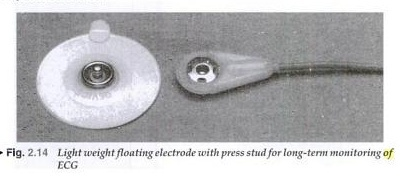 Fig. 2.14 Light weight floating electrode with press stud for long-term monitoring of
ECG